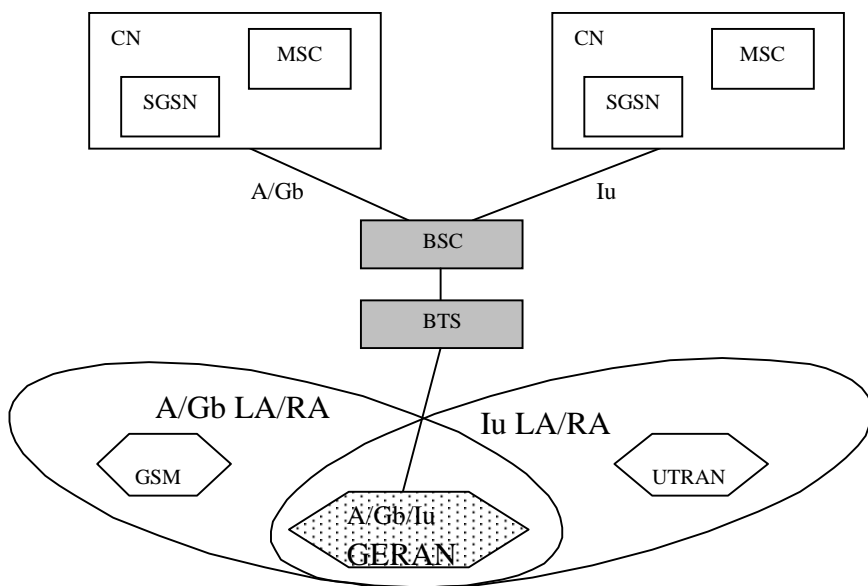 CN
MSC
SGSN
CN
MSC
SGSN
A/Gb
Iu
BSC
BTS
A/Gb LA/RA
Iu LA/RA
GSM
UTRAN
A/Gb/Iu
GERAN